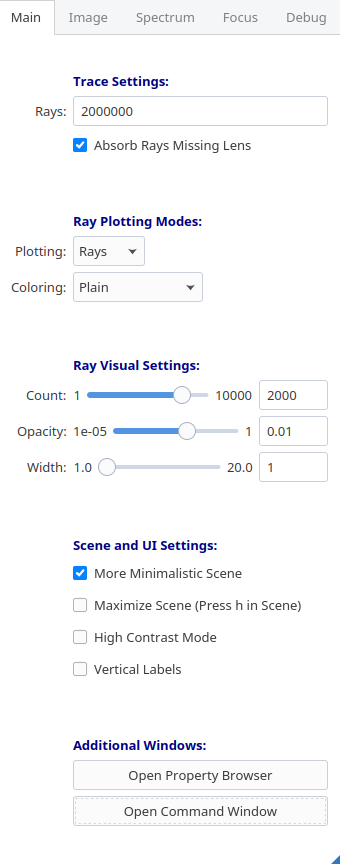 Main Image Spectrum Focus Debug
Trace Settings:
Rays: 2000000
Absorb Rays Missing Lens
Ray Plotting Modes:
Plotting: Rays
Coloring: Plain
Ray Visual Settings:
Count: 1 10000 2000
Opacity: 1e-05 1 0.01
Width: 1.0 20.0 1
Scene and UI Settings:
More Minimalistic Scene
Maximize Scene (Press h in Scene)
High Contrast Mode
Vertical Labels
Additional Windows:
Open Property Browser
Open Command Window